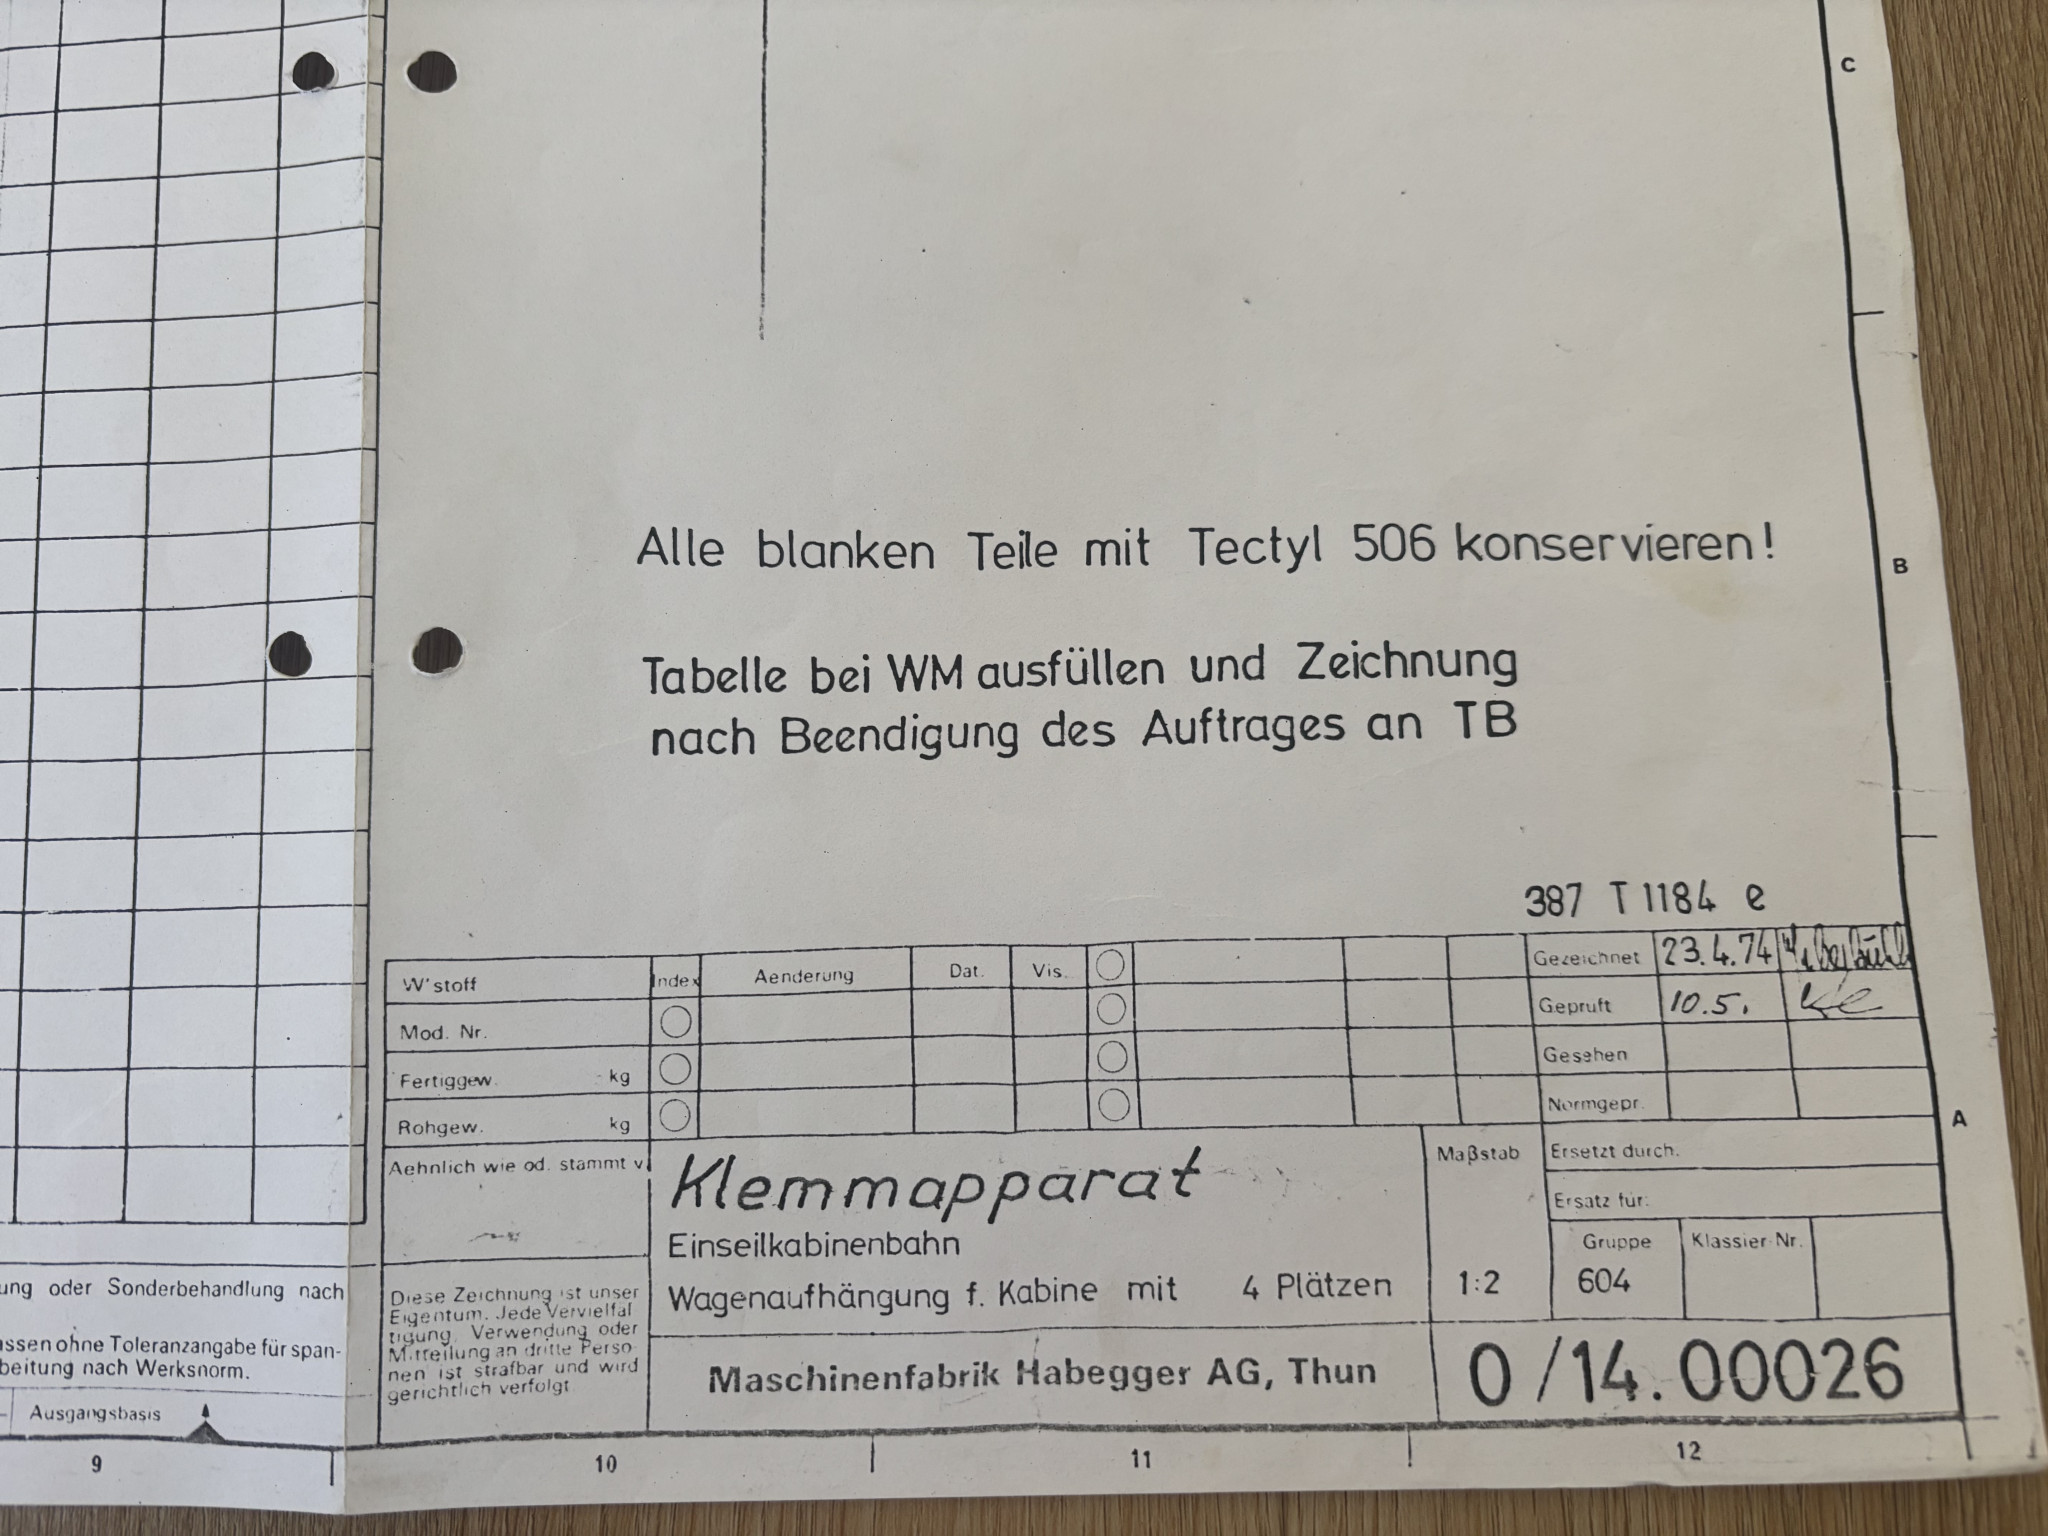 C
Alle blanken Teile mit Tectyl 506 konservieren!
B
Tabelle bei WM ausfüllen und Zeichnung
nach Beendigung des Auftrages an TB
387 T 1184 e
W'stoff Index Aenderung Dat. Vis. Gezeichnet 23.4.74
Mod. Nr. Geprüft 10.5.
Fertiggew. kg Gesehen
Rohgew. kg Normgepr.
A
Aehnlich wie od. stammt v.
Klemmapparat
Einseilkabinenbahn
Wagenaufhängung f. Kabine mit 4 Plätzen
Maßstab
1:2
Ersetzt durch.
Ersatz für:
Gruppe Klassier-Nr.
604
ung oder Sonderbehandlung nach
assen ohne Toleranzangabe für span-
beitung nach Werksnorm.
Ausgangsbasis
Diese Zeichnung ist unser
Eigentum. Jede Vervielfäl
tigung, Verwendung oder
Mitteilung an dritte Perso
nen ist strafbar und wird
gerichtlich verfolgt
Maschinenfabrik Habegger AG, Thun
0/14.00026
9 10 11 12